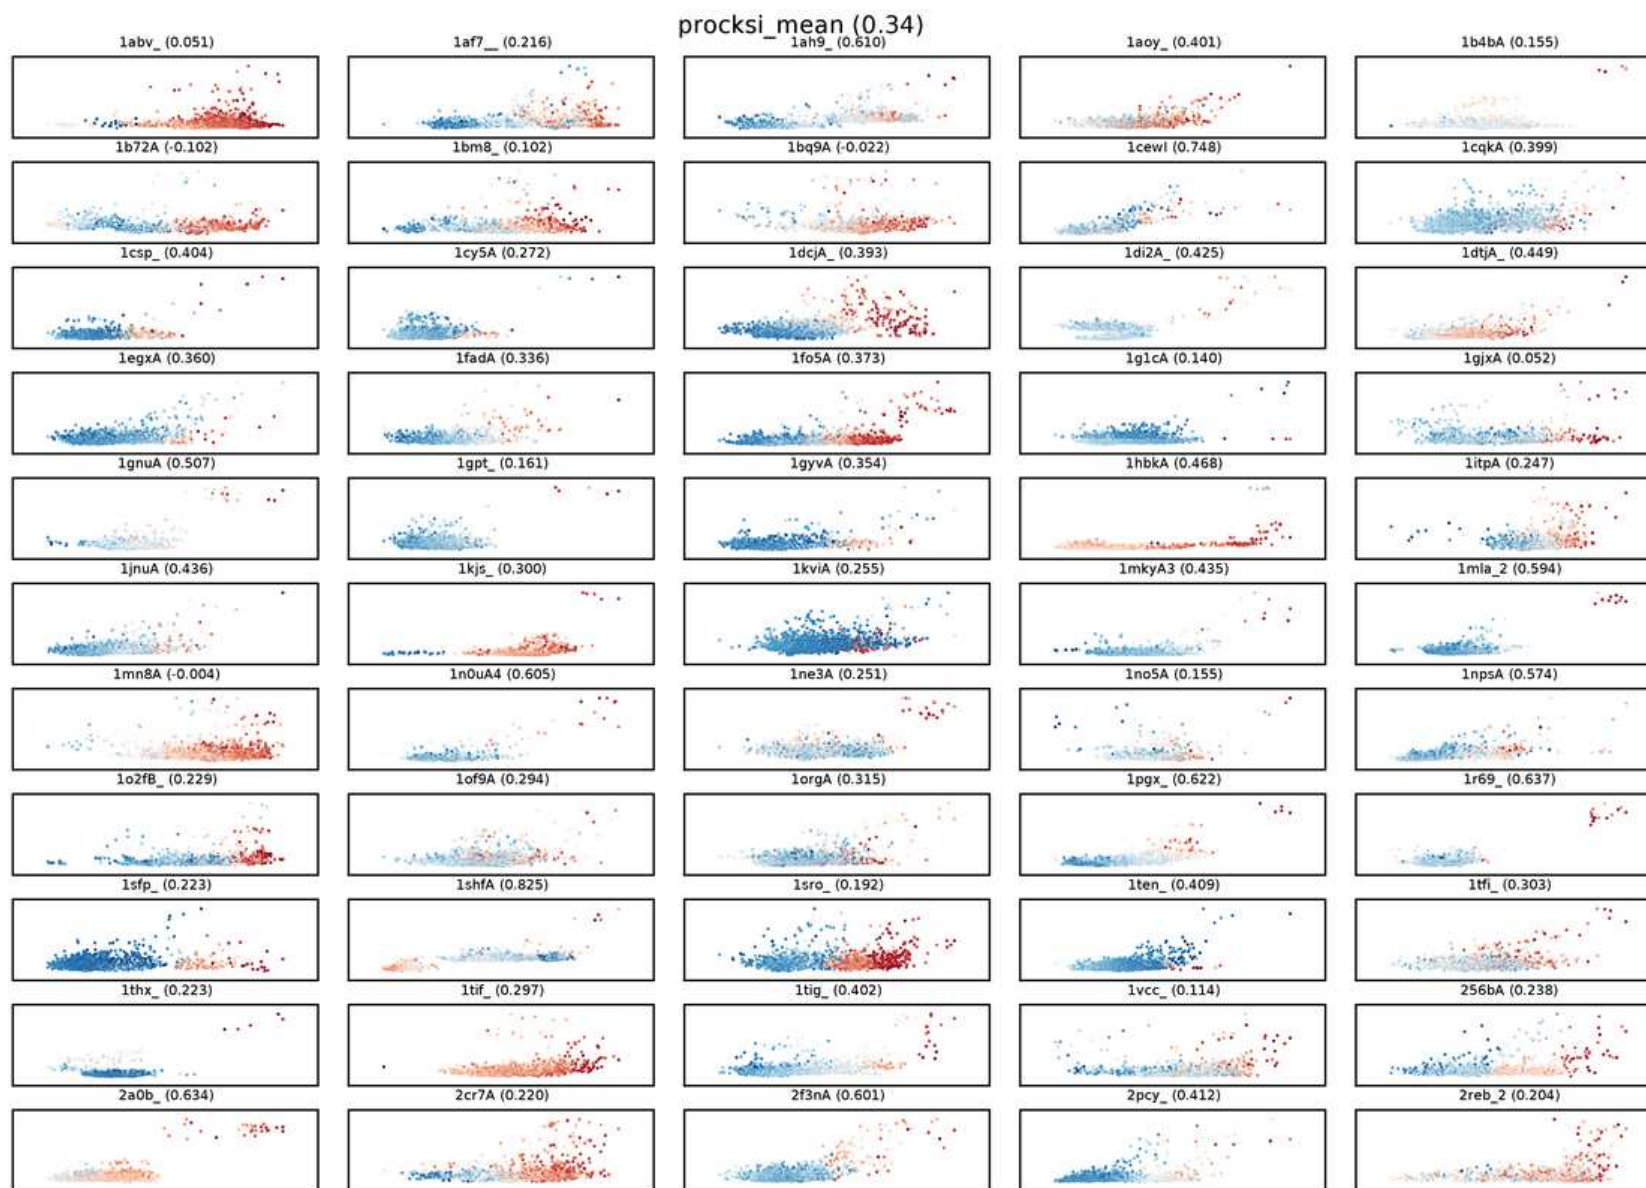 procksi_mean (0.34)
1abv_ (0.051)
1af7__ (0.216)
1ah9_ (0.610)
1aoy_ (0.401)
1b4bA (0.155)
1b72A (-0.102)
1bm8_ (0.102)
1bq9A (-0.022)
1cewI (0.748)
1cqkA (0.399)
1csp_ (0.404)
1cy5A (0.272)
1dcjA_ (0.393)
1di2A_ (0.425)
1dtjA_ (0.449)
1egxA (0.360)
1fadA (0.336)
1fo5A (0.373)
1g1cA (0.140)
1gjxA (0.052)
1gnuA (0.507)
1gpt_ (0.161)
1gyvA (0.354)
1hbkA (0.468)
1itpA (0.247)
1jnuA (0.436)
1kjs_ (0.300)
1kviA (0.255)
1mkyA3 (0.435)
1mla_2 (0.594)
1mn8A (-0.004)
1n0uA4 (0.605)
1ne3A (0.251)
1no5A (0.155)
1npsA (0.574)
1o2fB_ (0.229)
1of9A (0.294)
1orgA (0.315)
1pgx_ (0.622)
1r69_ (0.637)
1sfp_ (0.223)
1shfA (0.825)
1sro_ (0.192)
1ten_ (0.409)
1tfi_ (0.303)
1thx_ (0.223)
1tif_ (0.297)
1tig_ (0.402)
1vcc_ (0.114)
256bA (0.238)
2a0b_ (0.634)
2cr7A (0.220)
2f3nA (0.601)
2pcy_ (0.412)
2reb_2 (0.204)